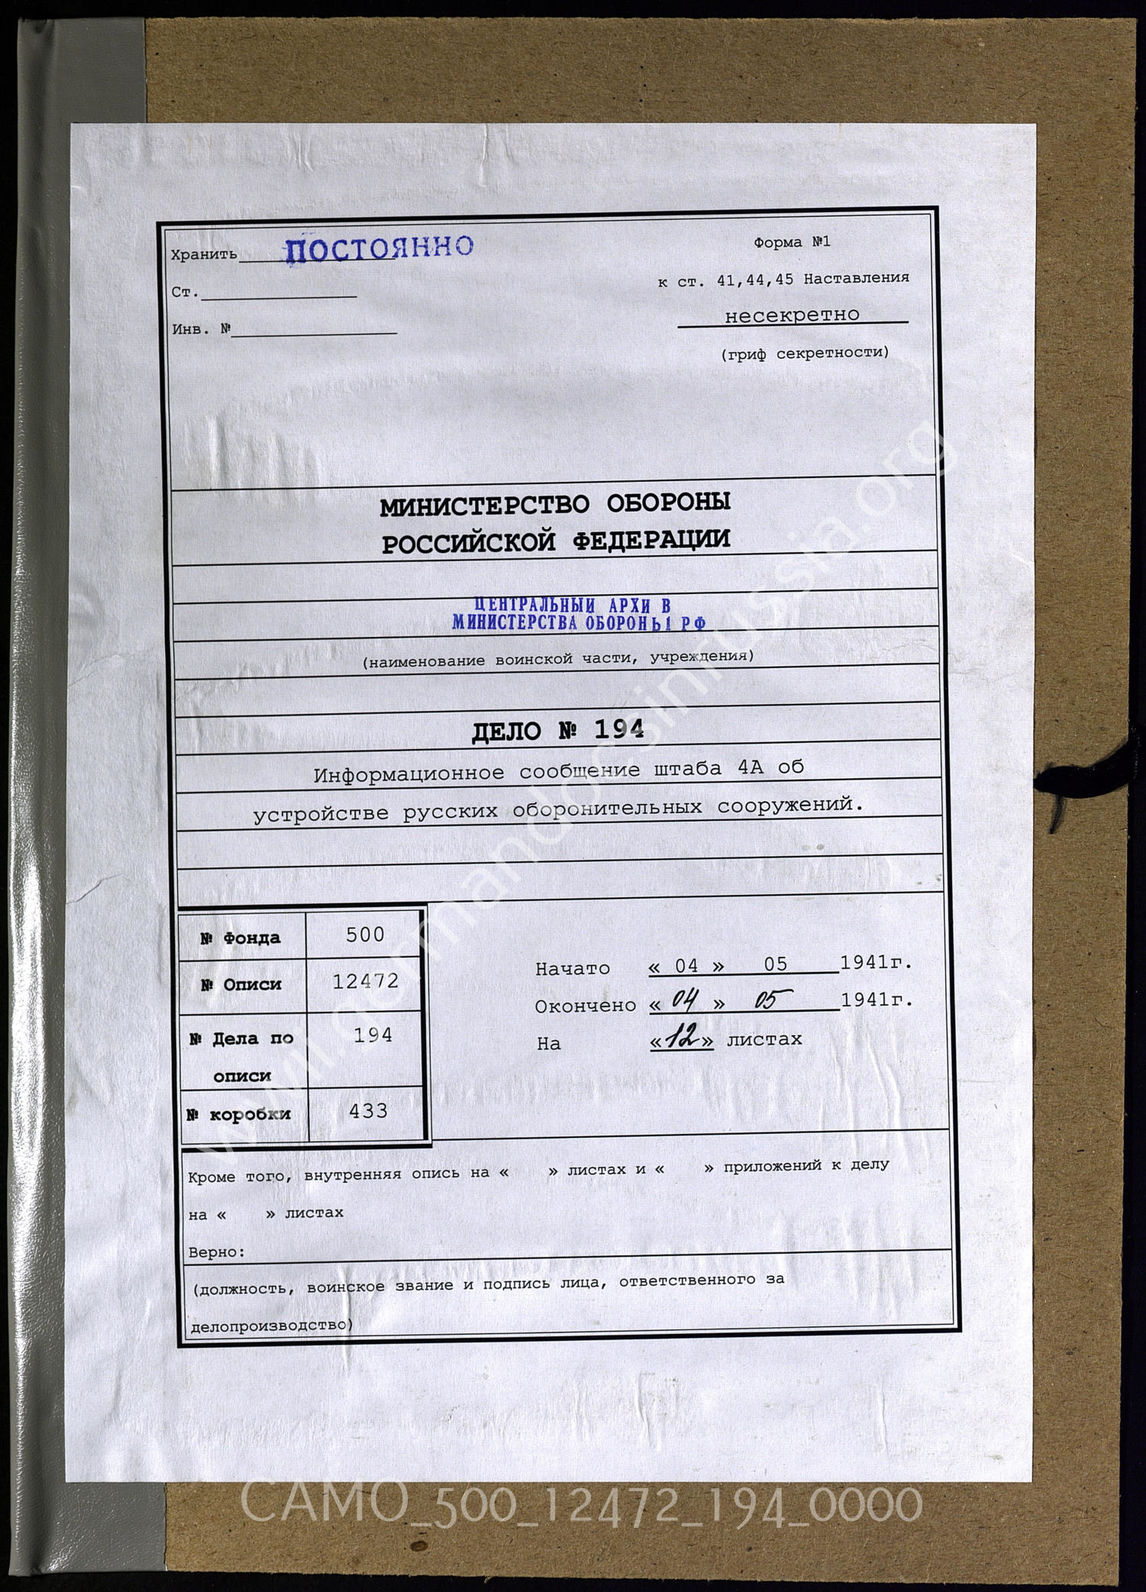 Хранить ПОСТОЯННО
Форма №1
Ст.
к ст. 41,44,45 Наставления
Инв. №
несекретно
(гриф секретности)
МИНИСТЕРСТВО ОБОРОНЫ
РОССИЙСКОЙ ФЕДЕРАЦИИ
ЦЕНТРАЛЬНЫЙ АРХИВ
МИНИСТЕРСТВА ОБОРОНЫ РФ
(наименование воинской части, учреждения)
ДЕЛО № 194
Информационное сообщение штаба 4А об
устройстве русских оборонительных сооружений.
№ Фонда 500
№ Описи 12472
№ Дела по 194
описи
№ коробки 433
Начато « 04 » 05 1941г.
Окончено « 04 » 05 1941г.
На «12» листах
Кроме того, внутренняя опись на « » листах и « » приложений к делу
на « » листах
Верно:
(должность, воинское звание и подпись лица, ответственного за
делопроизводство)
www.germandocsinrussia.org
CAMO_500_12472_194_0000